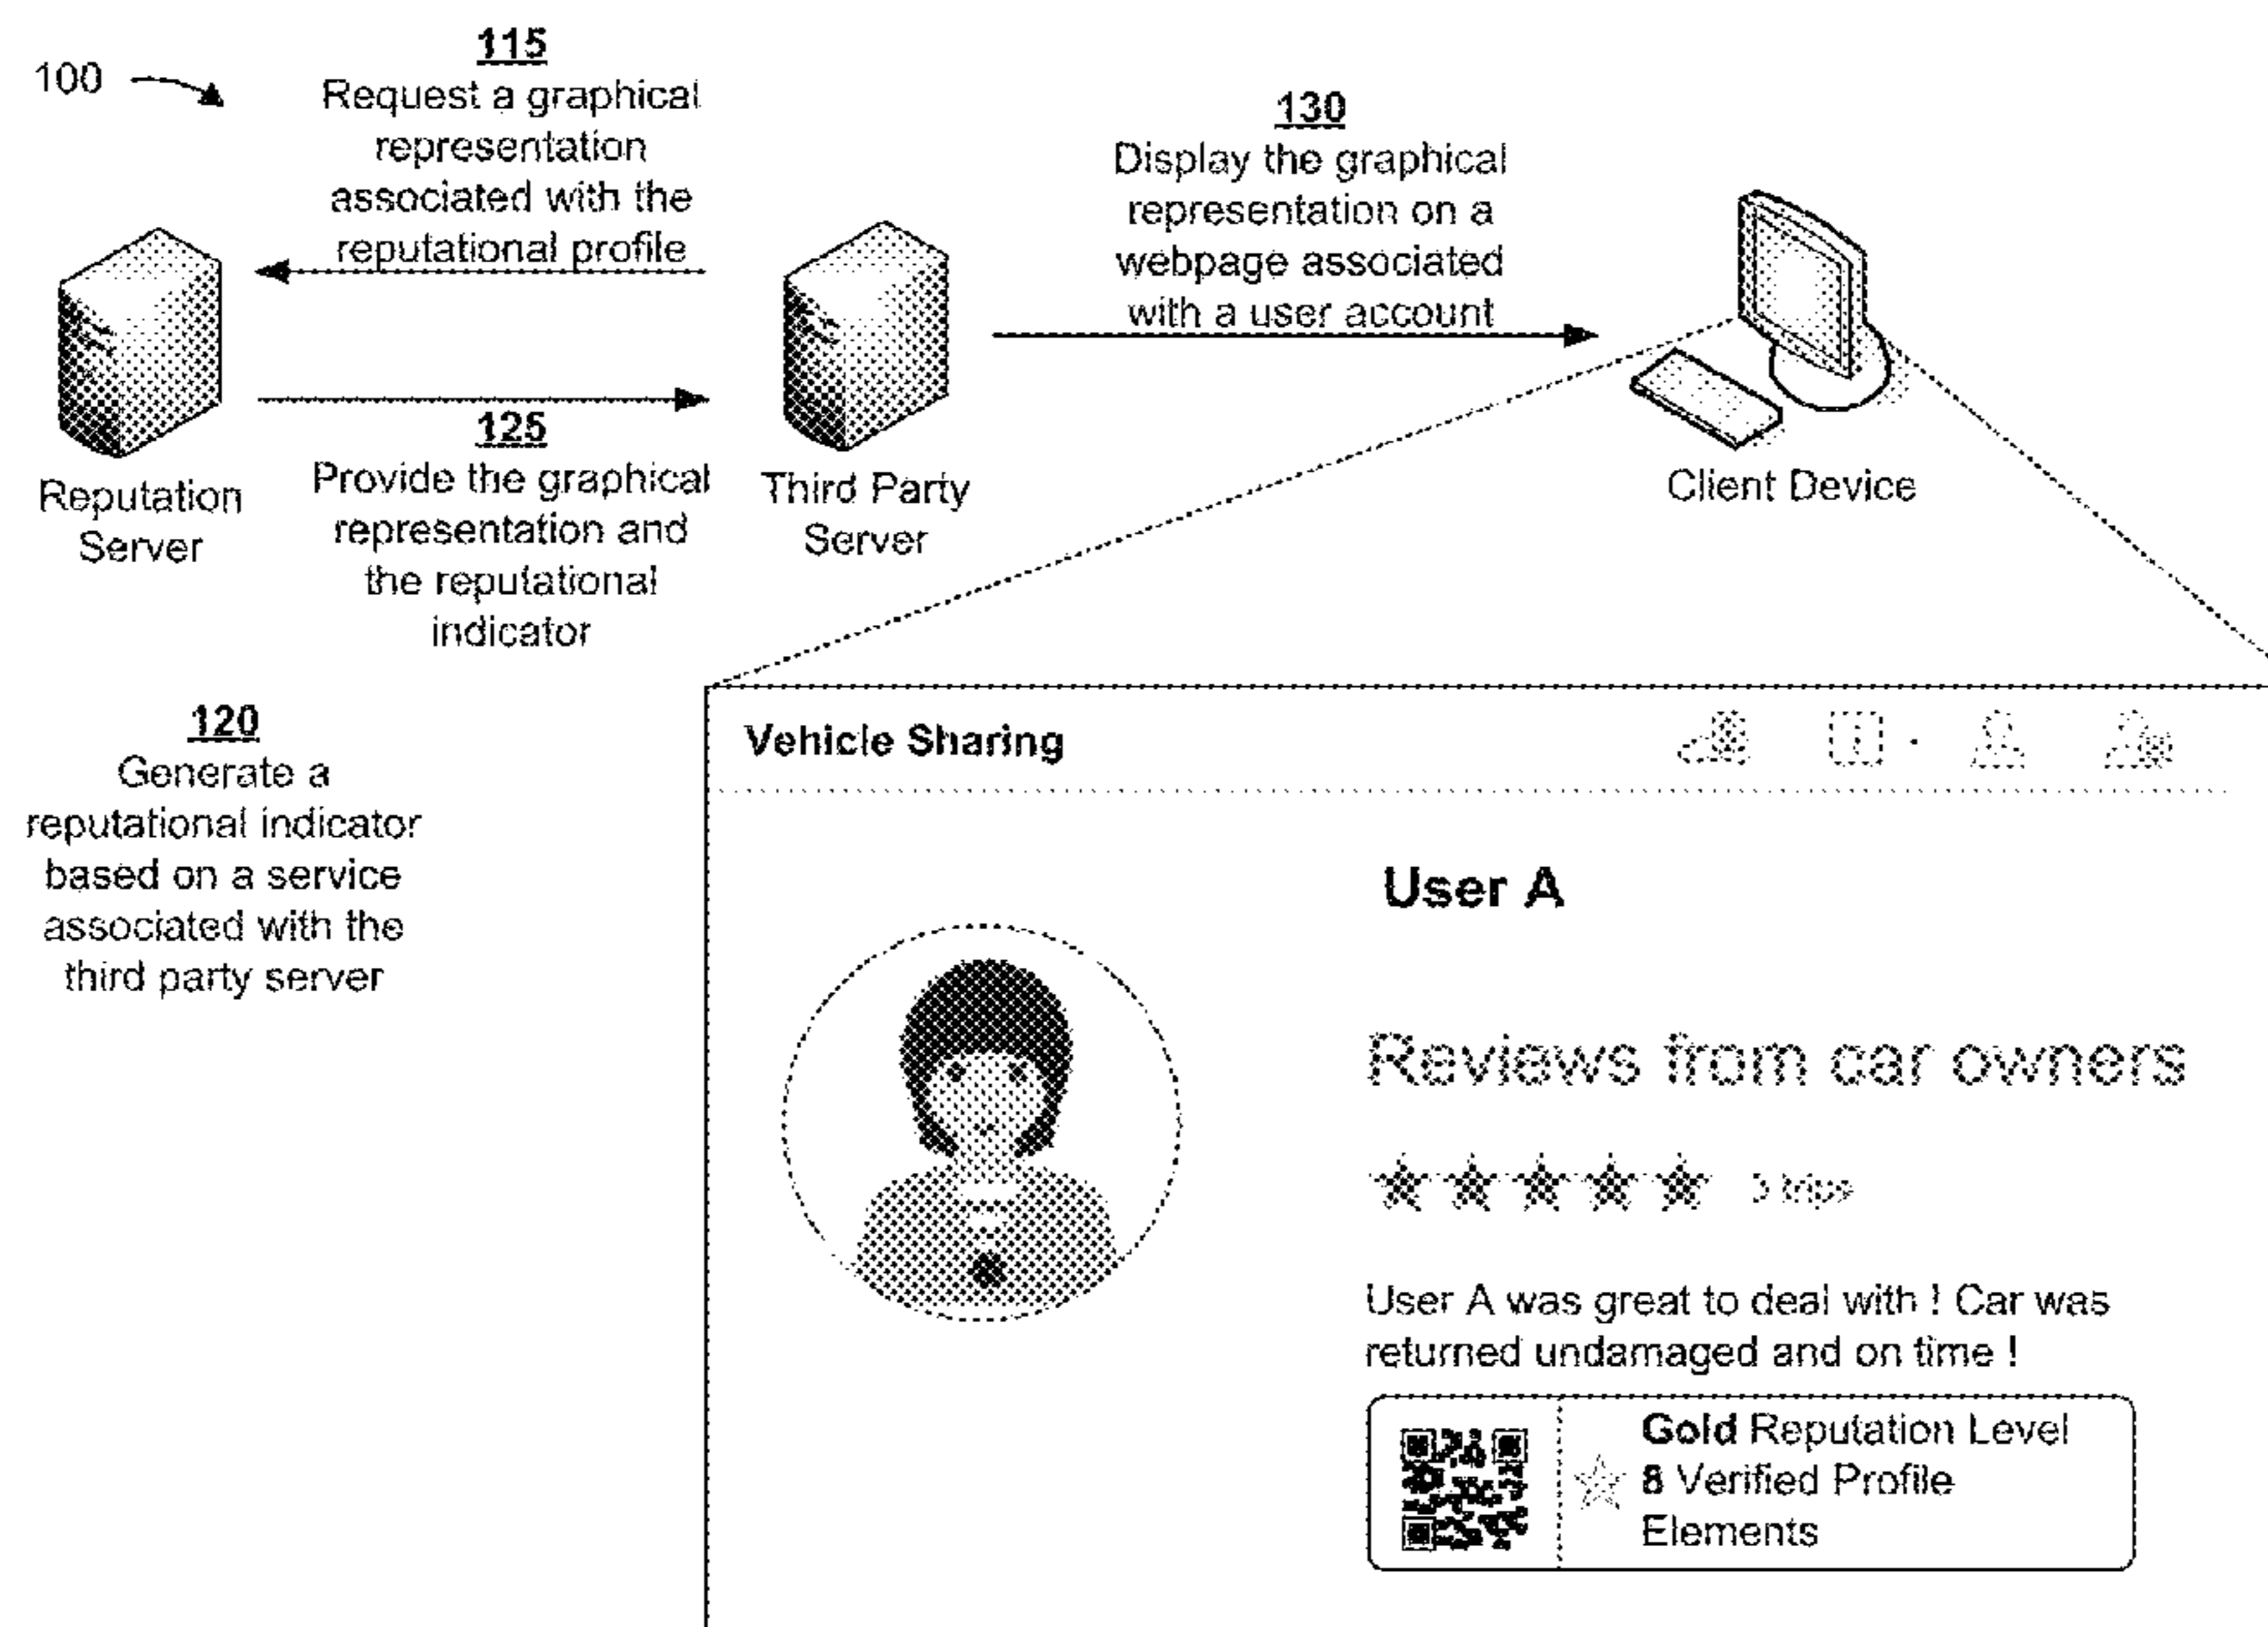 100
115
Request a graphical
representation
associated with the
reputational profile
130
Display the graphical
representation on a
webpage associated
with a user account
125
Provide the graphical
representation and
the reputational
indicator
Reputation
Server
Third Party
Server
Client Device
120
Generate a
reputational indicator
based on a service
associated with the
third party server
Vehicle Sharing
User A
Reviews from car owners
trips
User A was great to deal with ! Car was
returned undamaged and on time !
Gold Reputation Level
8 Verified Profile
Elements